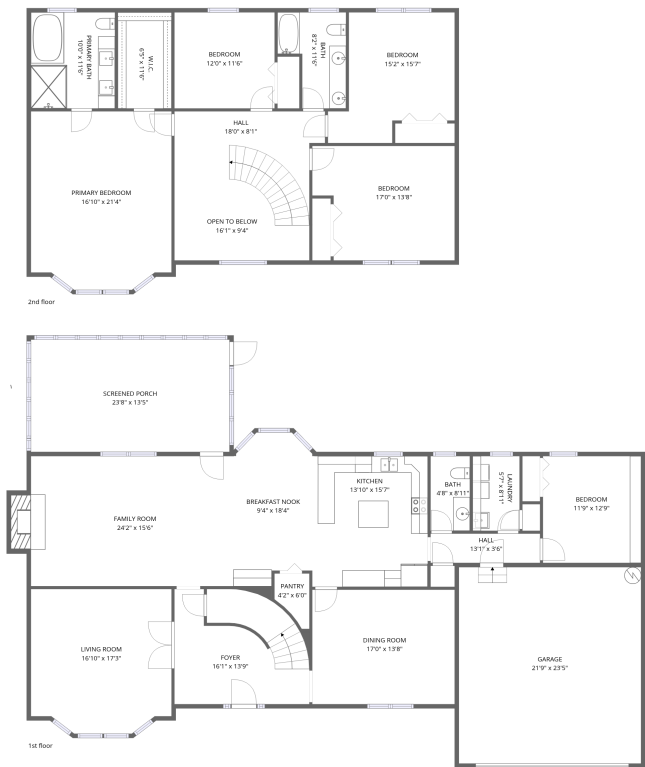 PRIMARY BATH
10'0" x 11'6"
W.I.C.
6'5" x 11'6"
BEDROOM
12'0" x 11'6"
BATH
8'2" x 11'6"
BEDROOM
15'2" x 15'7"
HALL
18'0" x 8'1"
PRIMARY BEDROOM
16'10" x 21'4"
OPEN TO BELOW
16'1" x 9'4"
BEDROOM
17'0" x 13'8"
2nd floor
SCREENED PORCH
23'8" x 13'5"
FAMILY ROOM
24'2" x 15'6"
BREAKFAST NOOK
9'4" x 18'4"
KITCHEN
13'10" x 15'7"
BATH
4'8" x 8'11"
LAUNDRY
5'7" x 8'11"
BEDROOM
11'9" x 12'9"
HALL
13'1" x 3'6"
PANTRY
4'2" x 6'0"
LIVING ROOM
16'10" x 17'3"
FOYER
16'1" x 13'9"
DINING ROOM
17'0" x 13'8"
GARAGE
21'9" x 23'5"
1st floor